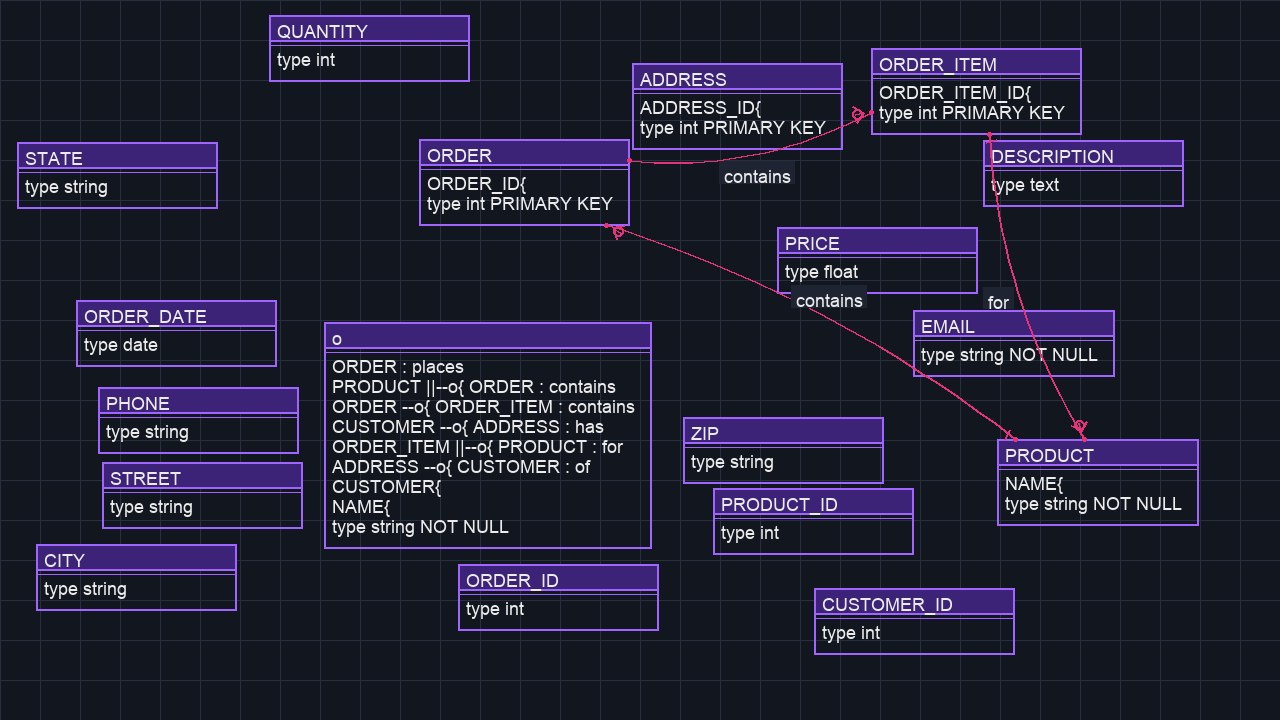 QUANTITY
type int
ORDER_ITEM
ORDER_ITEM_ID{
type int PRIMARY KEY
ADDRESS
ADDRESS_ID{
type int PRIMARY KEY
ORDER
ORDER_ID{
type int PRIMARY KEY
contains
DESCRIPTION
type text
STATE
type string
PRICE
type float
contains
for
EMAIL
type string NOT NULL
ORDER_DATE
type date
o
ORDER : places
PRODUCT ||--o{ ORDER : contains
ORDER --o{ ORDER_ITEM : contains
CUSTOMER --o{ ADDRESS : has
ORDER_ITEM ||--o{ PRODUCT : for
ADDRESS --o{ CUSTOMER : of
CUSTOMER{
NAME{
type string NOT NULL
PHONE
type string
ZIP
type string
PRODUCT
NAME{
type string NOT NULL
STREET
type string
PRODUCT_ID
type int
CITY
type string
ORDER_ID
type int
CUSTOMER_ID
type int